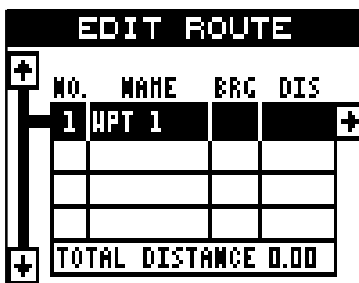 EDIT ROUTE
NO. NAME BRG DIS
1 WPT 1
TOTAL DISTANCE 0.00